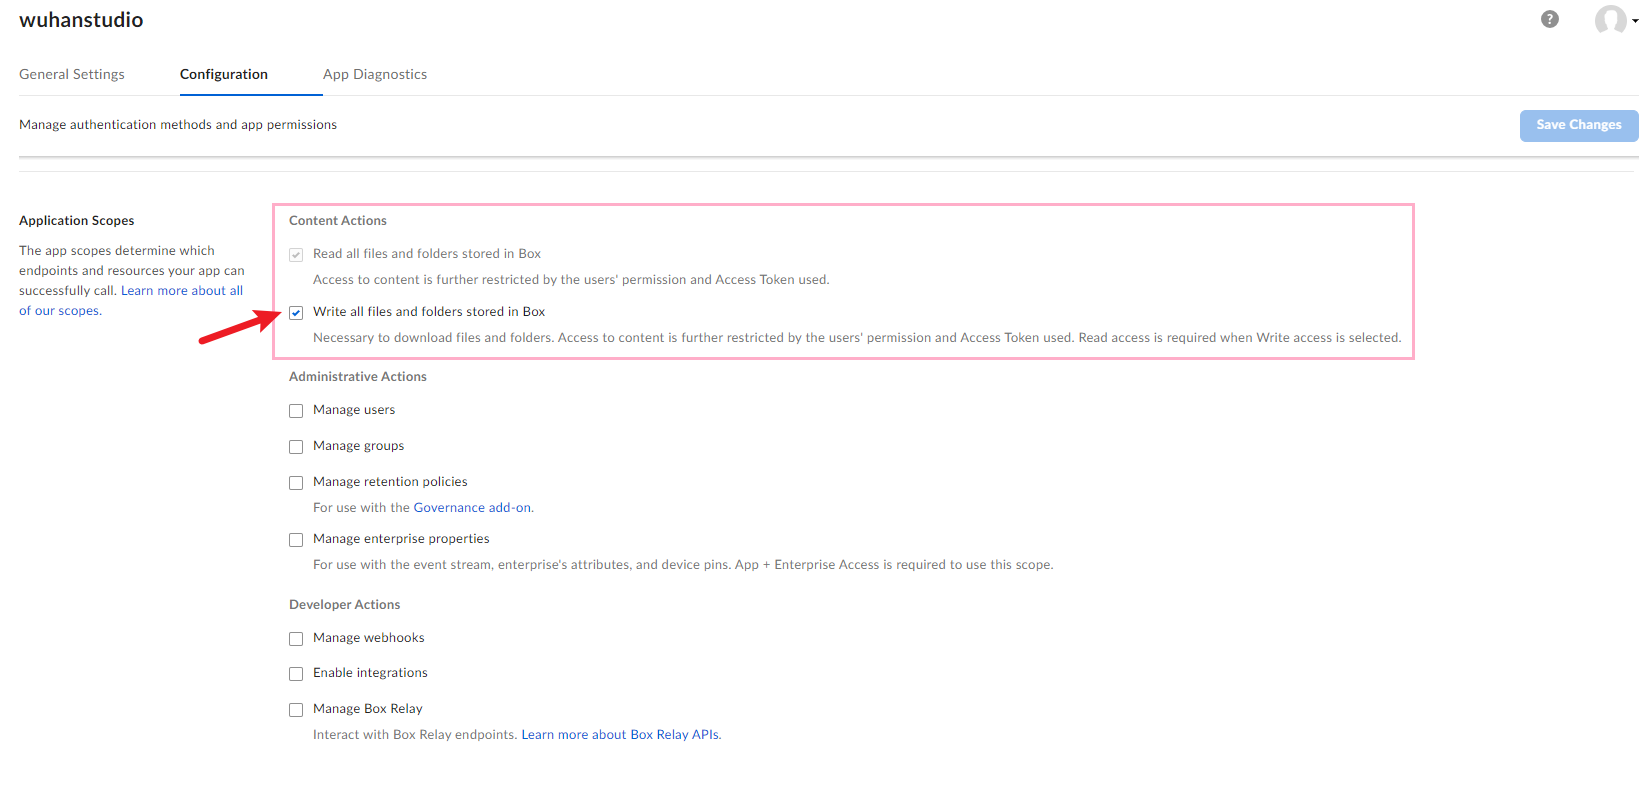 wuhanstudio
?
General Settings
Configuration
App Diagnostics
Manage authentication methods and app permissions
Save Changes
Application Scopes
The app scopes determine which
endpoints and resources your app can
successfully call. Learn more about all
of our scopes.
Content Actions
Read all files and folders stored in Box
Access to content is further restricted by the users' permission and Access Token used.
Write all files and folders stored in Box
Necessary to download files and folders. Access to content is further restricted by the users' permission and Access Token used. Read access is required when Write access is selected.
Administrative Actions
Manage users
Manage groups
Manage retention policies
For use with the Governance add-on.
Manage enterprise properties
For use with the event stream, enterprise's attributes, and device pins. App + Enterprise Access is required to use this scope.
Developer Actions
Manage webhooks
Enable integrations
Manage Box Relay
Interact with Box Relay endpoints. Learn more about Box Relay APIs.